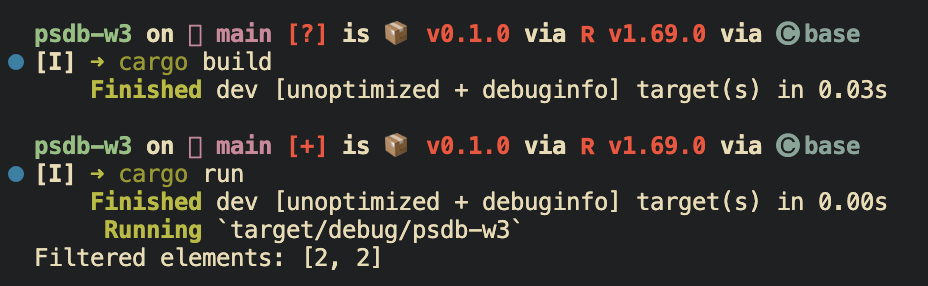 psdb-w3 on  main [?] is 📦 v0.1.0 via R v1.69.0 via Ⓒ base
[I] ➜ cargo build
Finished dev [unoptimized + debuginfo] target(s) in 0.03s
psdb-w3 on  main [+] is 📦 v0.1.0 via R v1.69.0 via Ⓒ base
[I] ➜ cargo run
Finished dev [unoptimized + debuginfo] target(s) in 0.00s
Running `target/debug/psdb-w3`
Filtered elements: [2, 2]